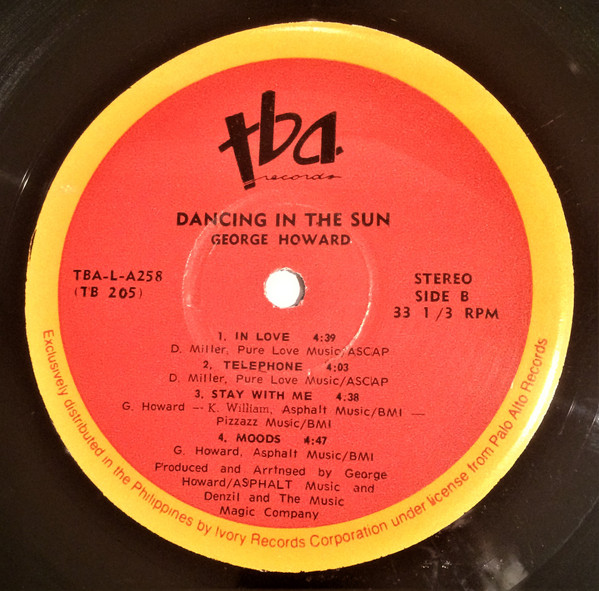 tba
records
DANCING IN THE SUN
GEORGE HOWARD
TBA-L-A258
(TB 205)
STEREO
SIDE B
33 1/3 RPM
1. IN LOVE 4:39
D. Miller, Pure Love Music/ASCAP
2. TELEPHONE 4:03
D. Miller, Pure Love Music/ASCAP
3. STAY WITH ME 4:38
G. Howard — K. William, Asphalt Music/BMI —
Pizzazz Music/BMI
4. MOODS 4:47
G. Howard, Asphalt Music/BMI
Produced and Arrtnged by George
Howard/ASPHALT Music and
Denzil and The Music
Magic Company
Exclusively distributed in the Philippines by Ivory Records Corporation under license from Palo Alto Records